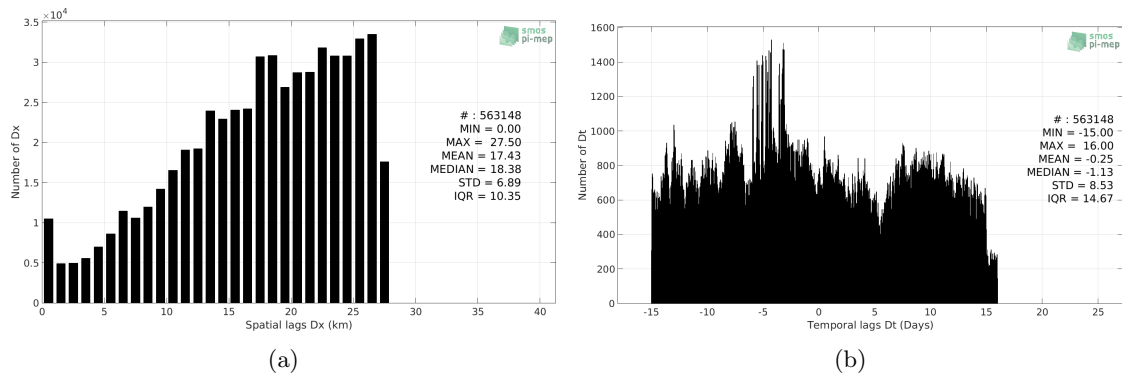 ×10⁴
3.5
3
2.5
2
1.5
1
0.5
0
Number of Dx
0 5 10 15 20 25 30 35 40
Spatial lags Dx (km)
smos
pi-mep
# : 563148
MIN = 0.00
MAX = 27.50
MEAN = 17.43
MEDIAN = 18.38
STD = 6.89
IQR = 10.35
(a)
1600
1400
1200
1000
800
600
400
200
0
Number of Dt
-15 -10 -5 0 5 10 15 20 25
Temporal lags Dt (Days)
smos
pi-mep
# : 563148
MIN = -15.00
MAX = 16.00
MEAN = -0.25
MEDIAN = -1.13
STD = 8.53
IQR = 14.67
(b)